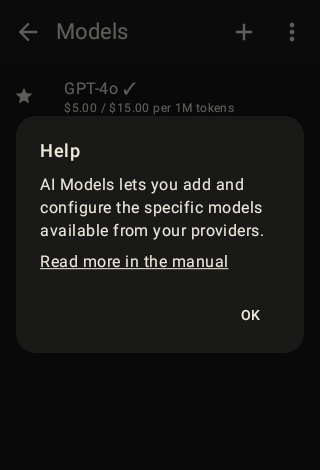 Models
GPT-4o ✓
$5.00 / $15.00 per 1M tokens
Help
AI Models lets you add and
configure the specific models
available from your providers.
Read more in the manual
OK